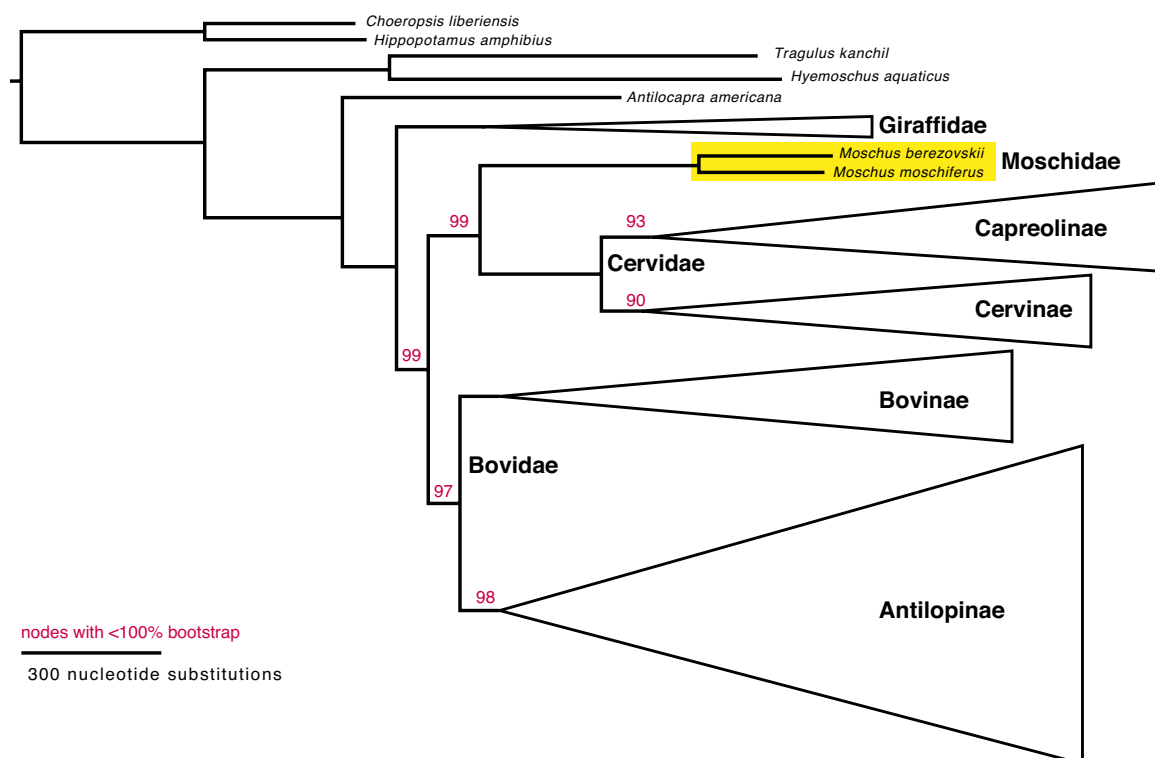 Choeropsis liberiensis
Hippopotamus amphibius
Tragulus kanchil
Hyemoschus aquaticus
Antilocapra americana
Giraffidae
Moschus berezovskii
Moschidae
Moschus moschiferus
99
93
Capreolinae
Cervidae
90
Cervinae
99
Bovinae
Bovidae
97
98
Antilopinae
nodes with <100% bootstrap
300 nucleotide substitutions